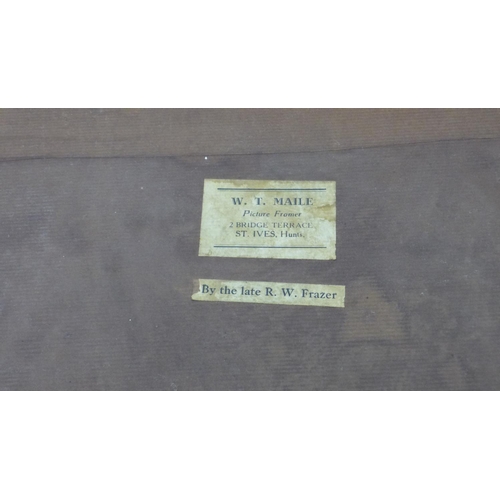 W. T. MAILE
Picture Framer
2 BRIDGE TERRACE
ST. IVES, Hunts.
By the late R. W. Frazer